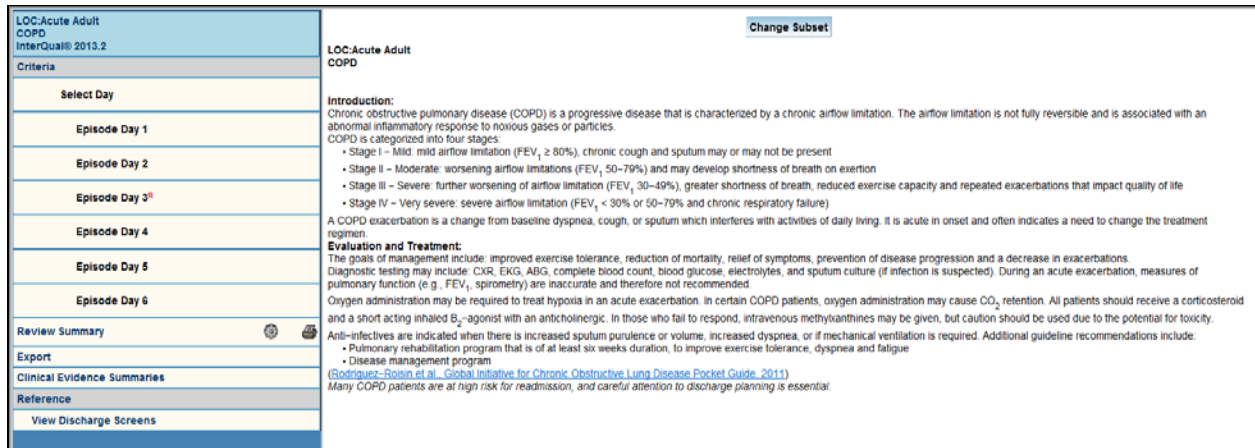 LOC:Acute Adult
COPD
InterQual® 2013.2
Criteria
Select Day
Episode Day 1
Episode Day 2
Episode Day 3R
Episode Day 4
Episode Day 5
Episode Day 6
Review Summary
Export
Clinical Evidence Summaries
Reference
View Discharge Screens
Change Subset
LOC:Acute Adult
COPD
Introduction:
Chronic obstructive pulmonary disease (COPD) is a progressive disease that is characterized by a chronic airflow limitation. The airflow limitation is not fully reversible and is associated with an
abnormal inflammatory response to noxious gases or particles.
COPD is categorized into four stages:
• Stage I – Mild: mild airflow limitation (FEV1 ≥ 80%), chronic cough and sputum may or may not be present
• Stage II – Moderate: worsening airflow limitations (FEV1 50–79%) and may develop shortness of breath on exertion
• Stage III – Severe: further worsening of airflow limitation (FEV1 30–49%), greater shortness of breath, reduced exercise capacity and repeated exacerbations that impact quality of life
• Stage IV – Very severe: severe airflow limitation (FEV1 < 30% or 50–79% and chronic respiratory failure)
A COPD exacerbation is a change from baseline dyspnea, cough, or sputum which interferes with activities of daily living. It is acute in onset and often indicates a need to change the treatment
regimen.
Evaluation and Treatment:
The goals of management include: improved exercise tolerance, reduction of mortality, relief of symptoms, prevention of disease progression and a decrease in exacerbations.
Diagnostic testing may include: CXR, EKG, ABG, complete blood count, blood glucose, electrolytes, and sputum culture (if infection is suspected). During an acute exacerbation, measures of
pulmonary function (e.g., FEV1, spirometry) are inaccurate and therefore not recommended.
Oxygen administration may be required to treat hypoxia in an acute exacerbation. In certain COPD patients, oxygen administration may cause CO2 retention. All patients should receive a corticosteroid
and a short acting inhaled B2–agonist with an anticholinergic. In those who fail to respond, intravenous methylxanthines may be given, but caution should be used due to the potential for toxicity.
Anti–infectives are indicated when there is increased sputum purulence or volume, increased dyspnea, or if mechanical ventilation is required. Additional guideline recommendations include:
• Pulmonary rehabilitation program that is of at least six weeks duration, to improve exercise tolerance, dyspnea and fatigue
• Disease management program
(Rodriguez–Roisin et al., Global Initiative for Chronic Obstructive Lung Disease Pocket Guide, 2011)
Many COPD patients are at high risk for readmission, and careful attention to discharge planning is essential.